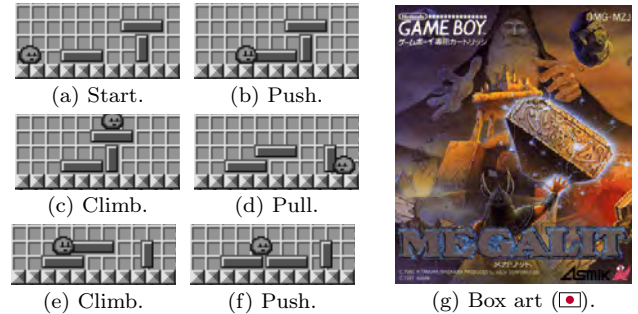 (a) Start.
(b) Push.
(c) Climb.
(d) Pull.
(e) Climb.
(f) Push.
Nintendo
GAME BOY
DMG-MZJ
ゲームボーイ専用カートリッジ
MEGALIT
メガリット
ASMIK
(g) Box art ( ).